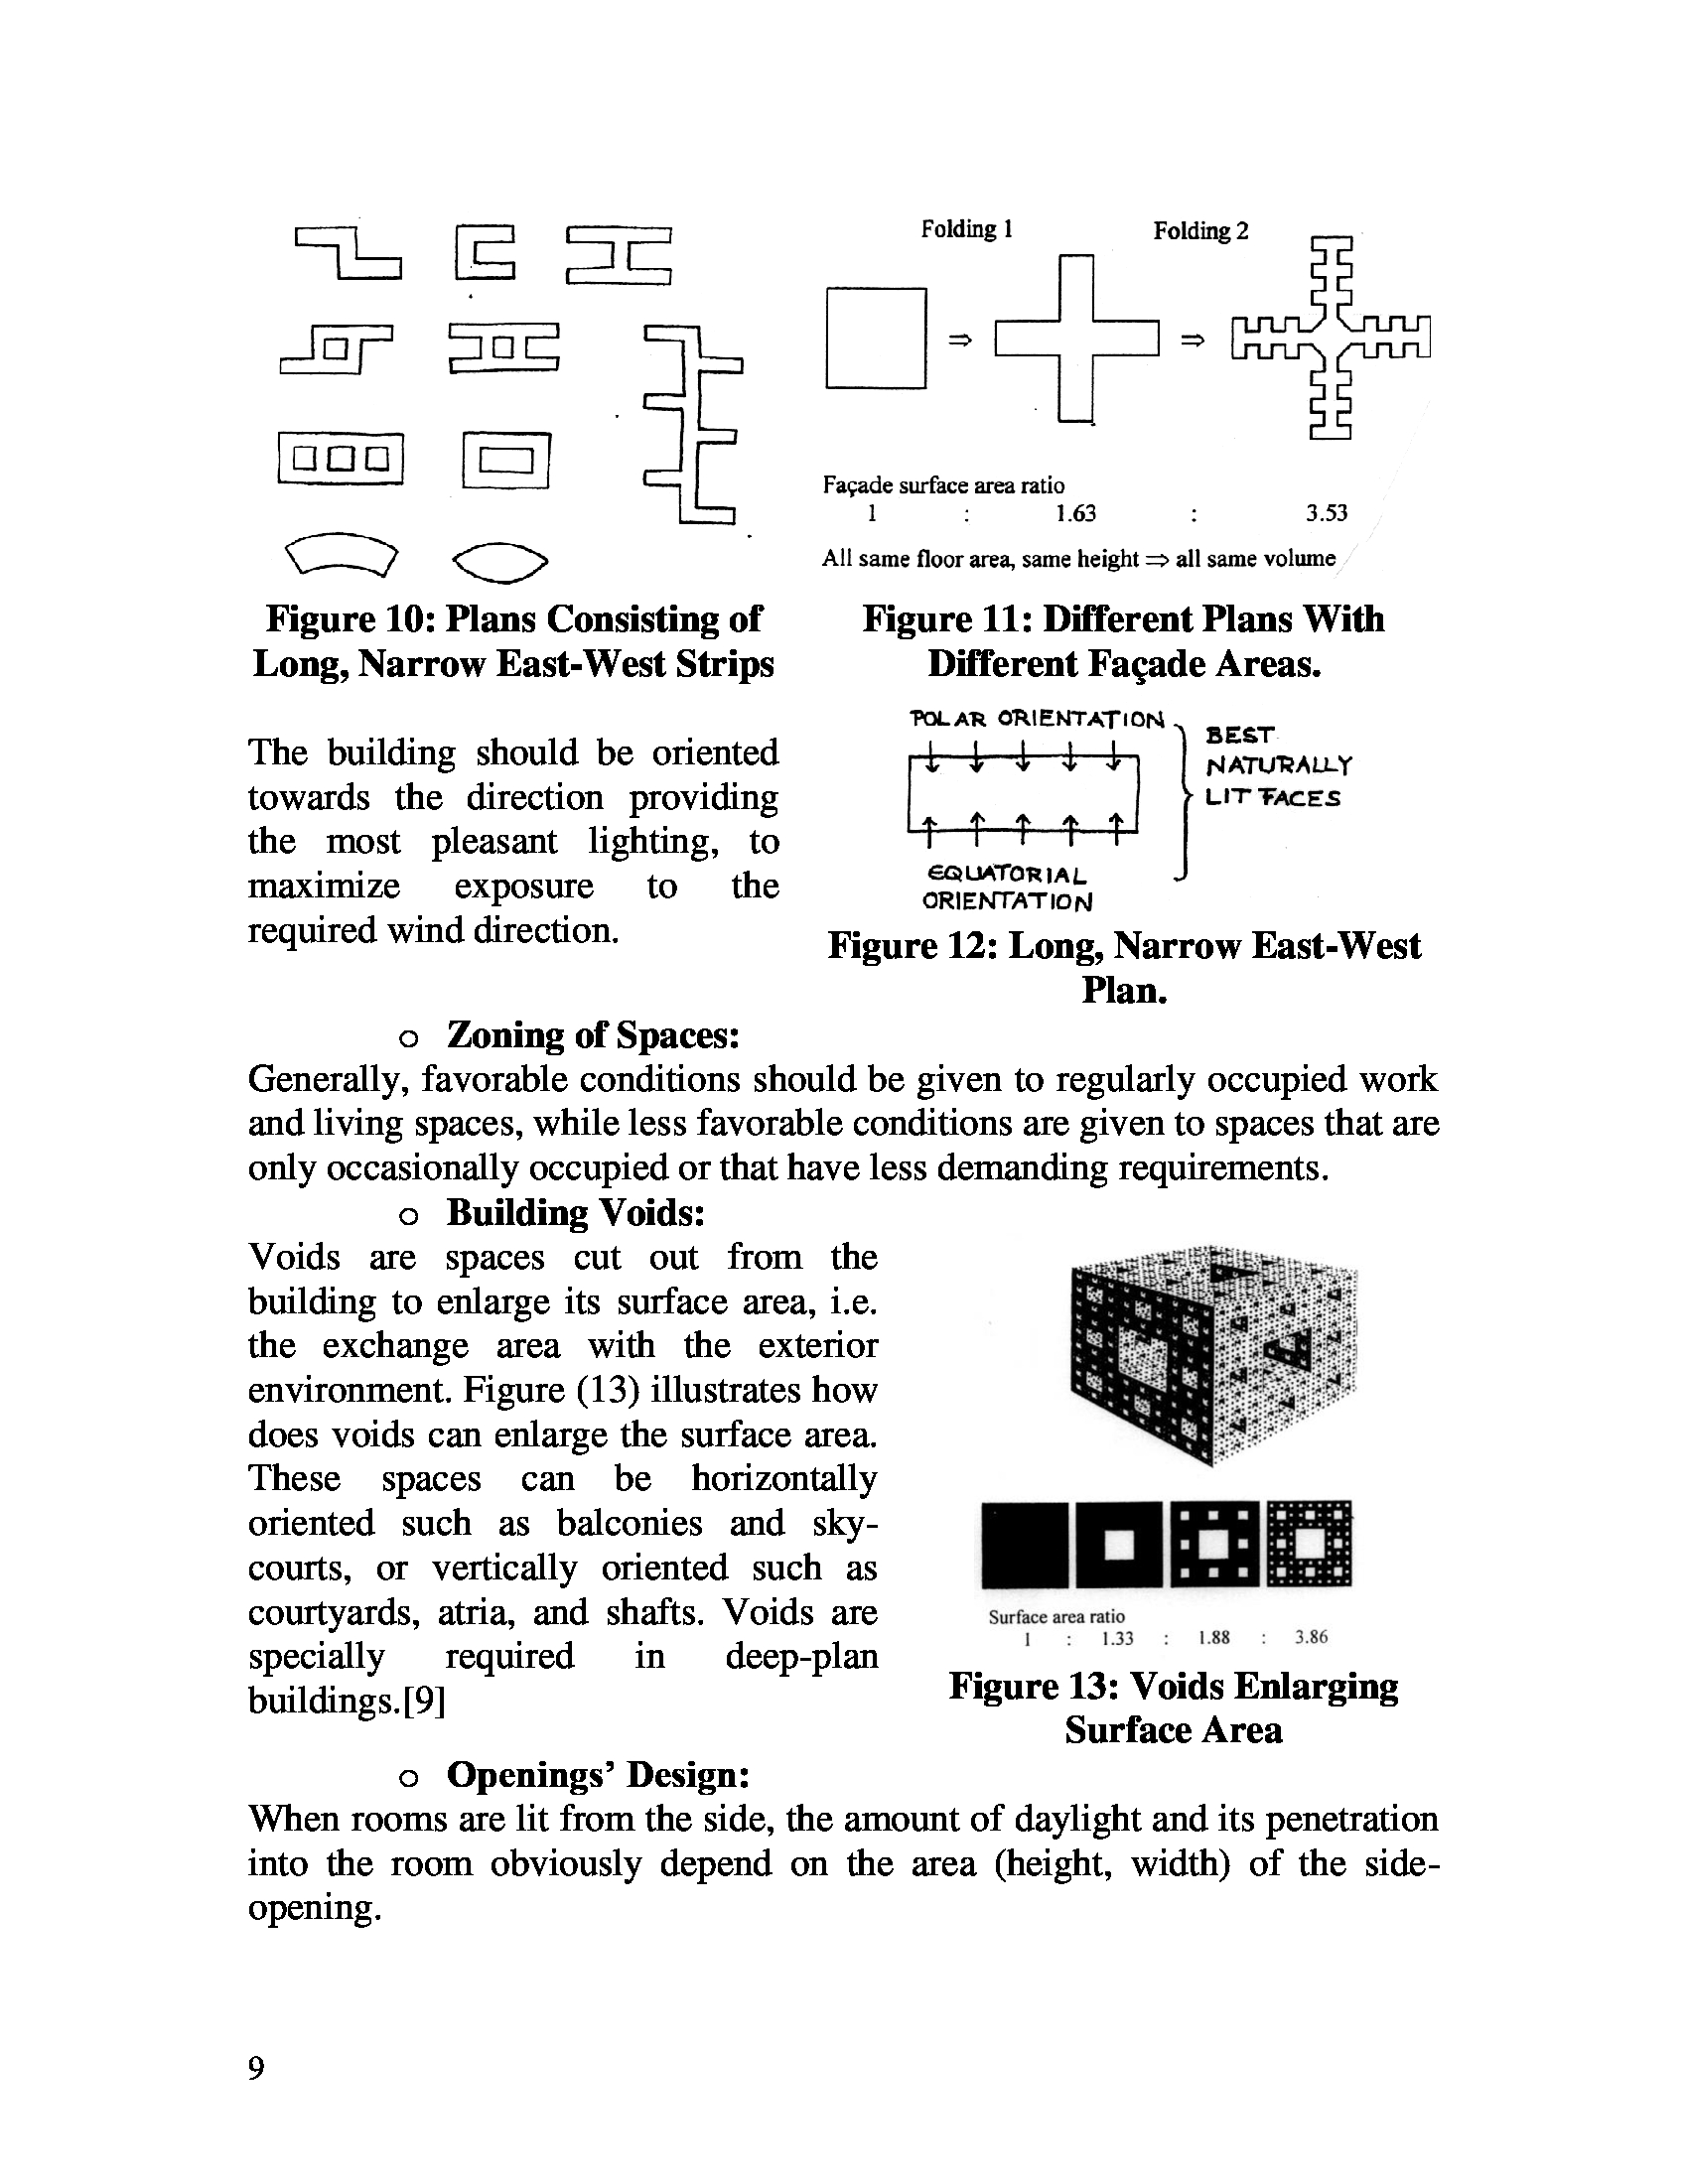 Folding 1 Folding 2
Façade surface area ratio
1 : 1.63 : 3.53
All same floor area, same height ⇒ all same volume
Figure 10: Plans Consisting of
Long, Narrow East-West Strips
Figure 11: Different Plans With
Different Façade Areas.
The building should be oriented
towards the direction providing
the most pleasant lighting, to
maximize exposure to the
required wind direction.
POLAR ORIENTATION
BEST
NATURALLY
LIT FACES
EQUATORIAL
ORIENTATION
Figure 12: Long, Narrow East-West
Plan.
o Zoning of Spaces:
Generally, favorable conditions should be given to regularly occupied work
and living spaces, while less favorable conditions are given to spaces that are
only occasionally occupied or that have less demanding requirements.
o Building Voids:
Voids are spaces cut out from the
building to enlarge its surface area, i.e.
the exchange area with the exterior
environment. Figure (13) illustrates how
does voids can enlarge the surface area.
These spaces can be horizontally
oriented such as balconies and sky-
courts, or vertically oriented such as
courtyards, atria, and shafts. Voids are
specially required in deep-plan
buildings.[9]
Surface area ratio
1 : 1.33 : 1.88 : 3.86
Figure 13: Voids Enlarging
Surface Area
o Openings’ Design:
When rooms are lit from the side, the amount of daylight and its penetration
into the room obviously depend on the area (height, width) of the side-
opening.
9